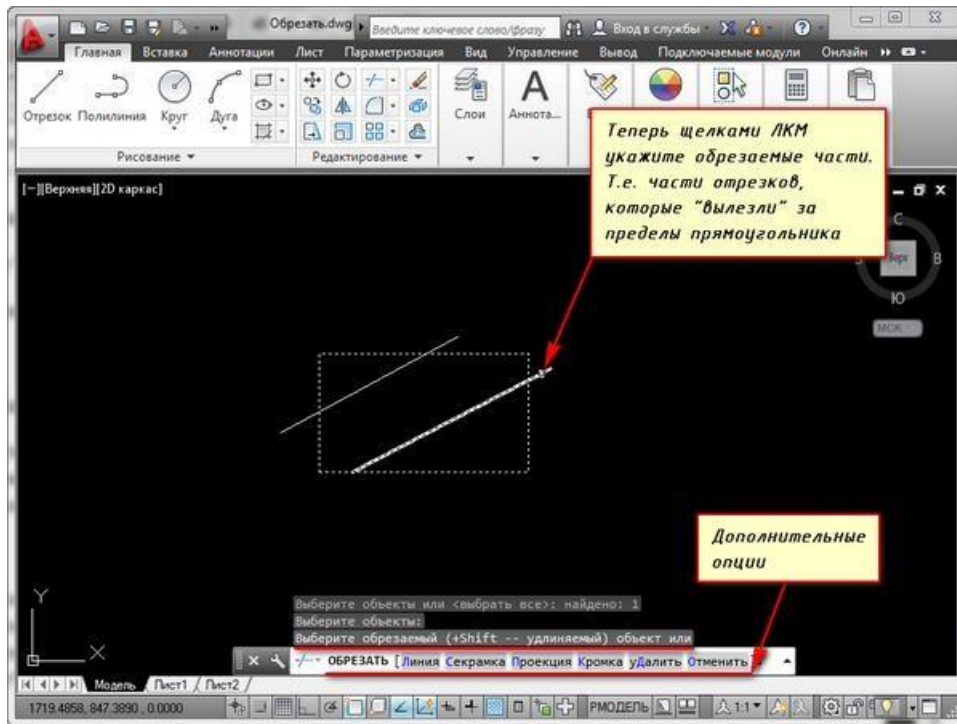 Обрезать.dwg
Введите ключевое слово/фразу
Вход в службы
Главная Вставка Аннотации Лист Параметризация Вид Управление Вывод Подключаемые модули Онлайн
Отрезок Полилиния Круг Дуга
Слои
Аннота...
Рисование
Редактирование
Теперь щелками ЛКМ
укажите обрезаемые части.
Т.е. части отрезков,
которые "вылезли" за
пределы прямоугольника
[−][Верхняя][2D каркас]
С
Верх
В
Ю
МСК
Дополнительные
опции
Y
X
Выберите объекты или <выбрать все>: найдено: 1
Выберите объекты:
Выберите обрезаемый (+Shift -- удлиняемый) объект или
ОБРЕЗАТЬ [Линия Секрамка Проекция Кромка уДалить Отменить]:
Модель Лист1 Лист2
1719.4858, 847.3890, 0.0000
РМОДЕЛЬ
1:1